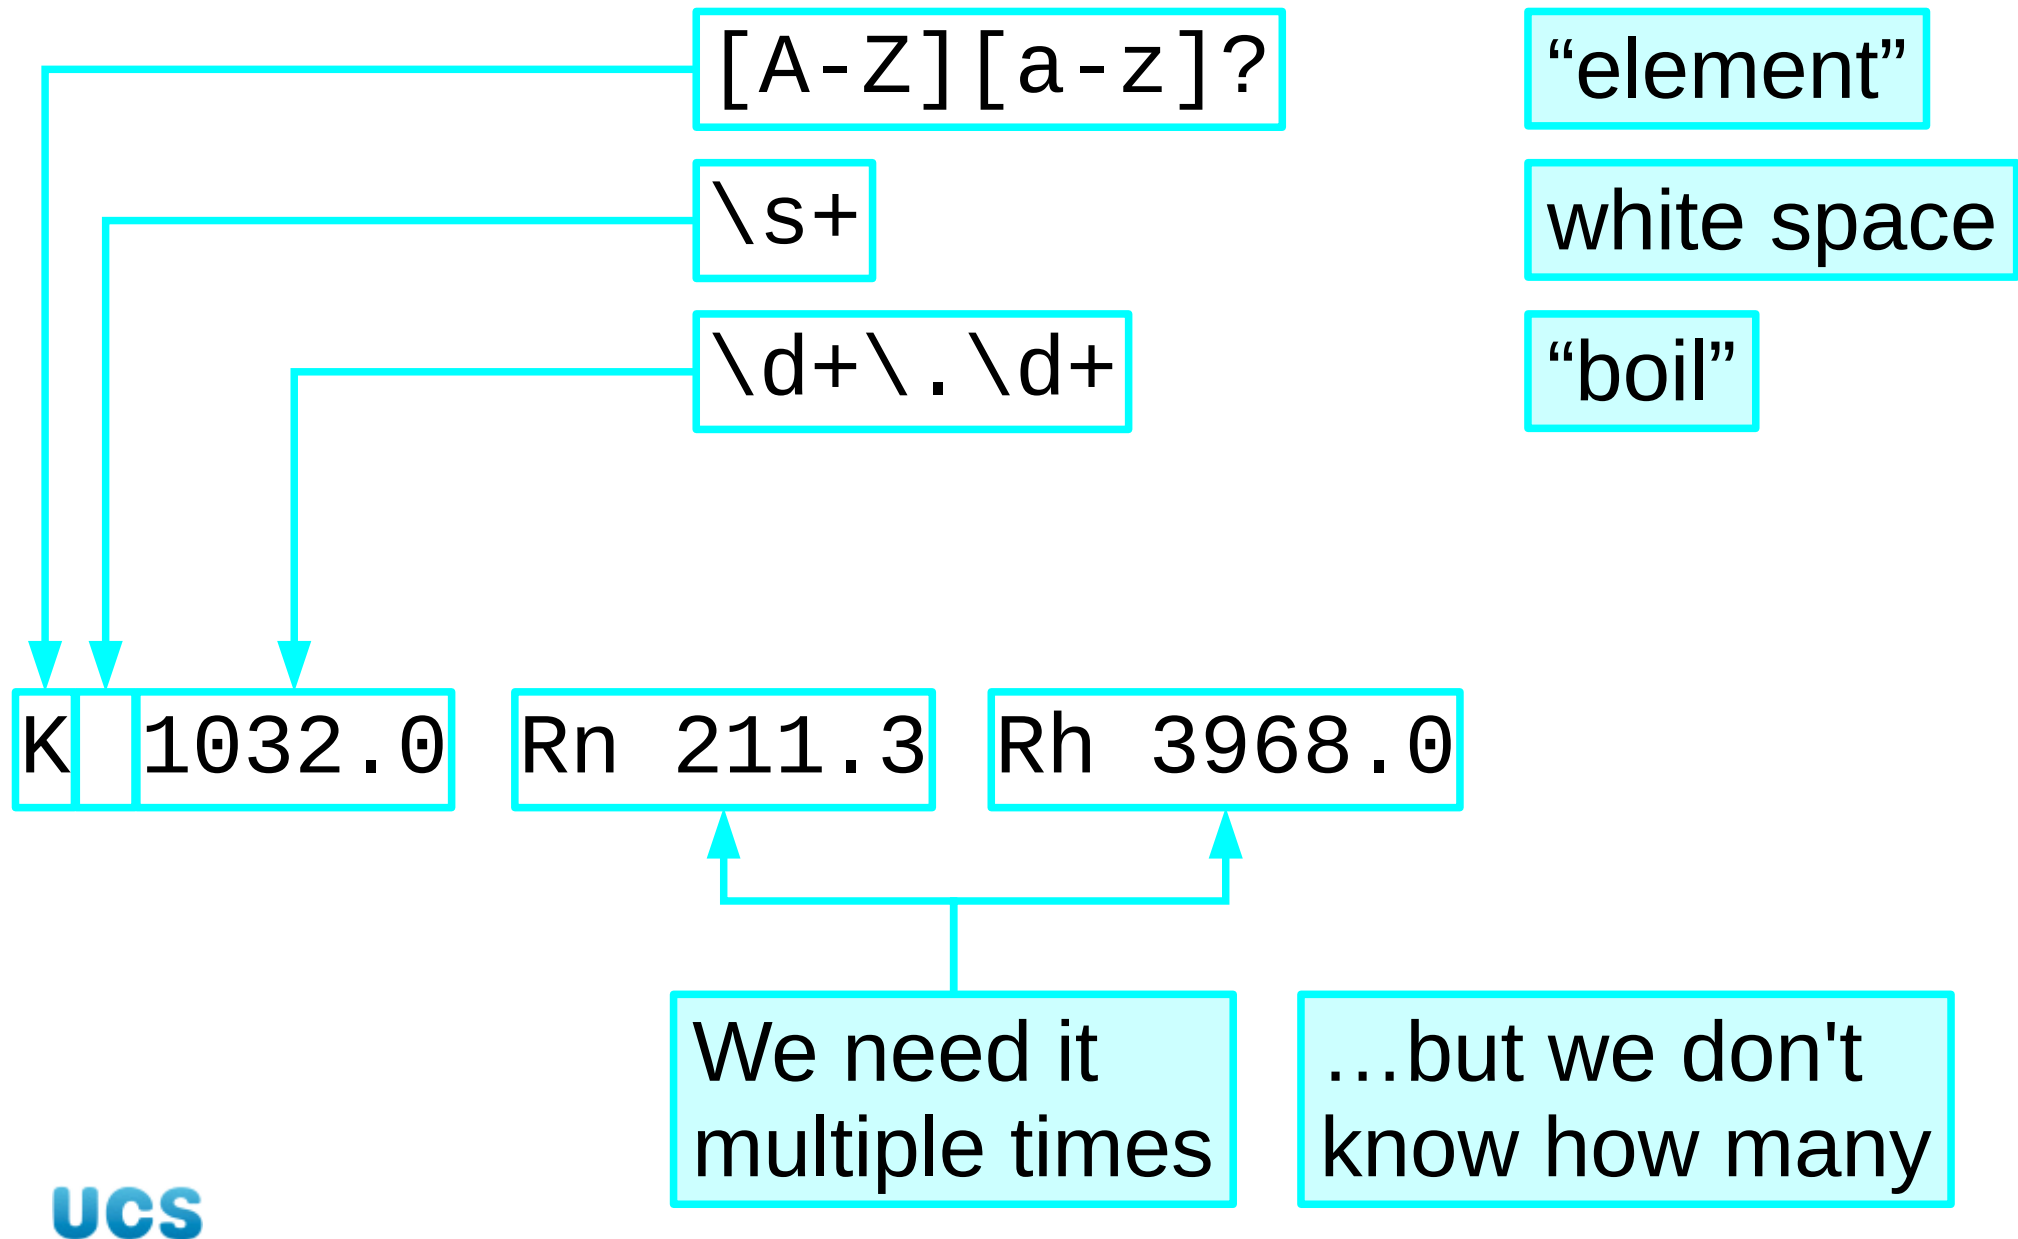 [A-Z][a-z]? “element”
\s+ white space
\d+\.\d+ “boil”
K 1032.0 Rn 211.3 Rh 3968.0
We need it …but we don't
multiple times know how many
UCS